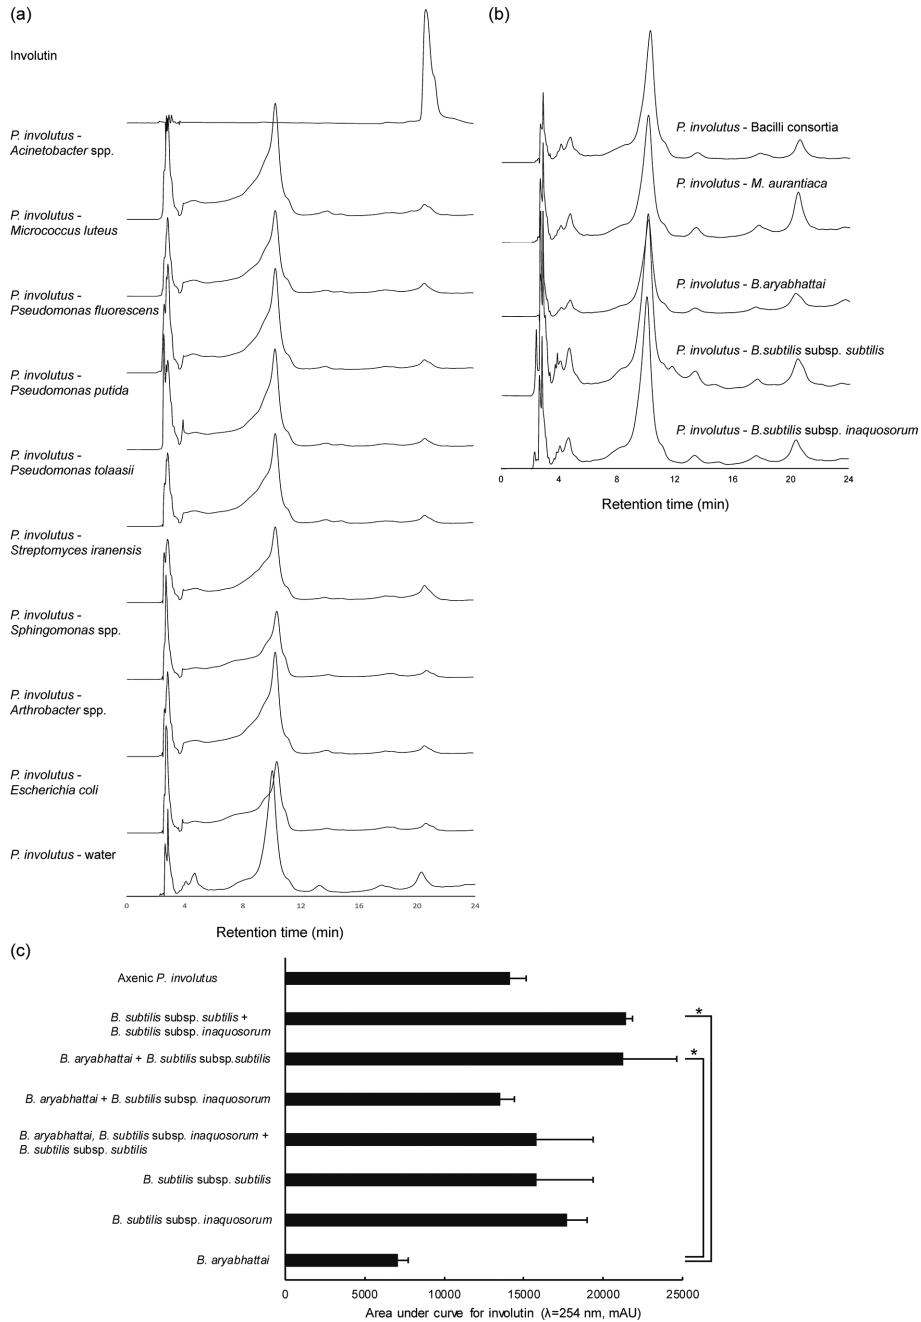 (a)
Involutin
P. involutus -
Acinetobacter spp.
P. involutus -
Micrococcus luteus
P. involutus -
Pseudomonas fluorescens
P. involutus -
Pseudomonas putida
P. involutus -
Pseudomonas tolaasii
P. involutus -
Streptomyces iranensis
P. involutus -
Sphingomonas spp.
P. involutus -
Arthrobacter spp.
P. involutus -
Escherichia coli
P. involutus - water
0 4 8 12 16 20 24
Retention time (min)
(b)
P. involutus - Bacilli consortia
P. involutus - M. aurantiaca
P. involutus - B.aryabhattai
P. involutus - B.subtilis subsp. subtilis
P. involutus - B.subtilis subsp. inaquosorum
0 4 8 12 16 20 24
Retention time (min)
(c)
Axenic P. involutus
B. subtilis subsp. subtilis +
B. subtilis subsp. inaquosorum
B. aryabhattai + B. subtilis subsp.subtilis
B. aryabhattai + B. subtilis subsp. inaquosorum
B. aryabhattai, B. subtilis subsp. inaquosorum +
B. subtilis subsp. subtilis
B. subtilis subsp. subtilis
B. subtilis subsp. inaquosorum
B. aryabhattai
*
*
0 5000 10000 15000 20000 25000
Area under curve for involutin (λ=254 nm, mAU)